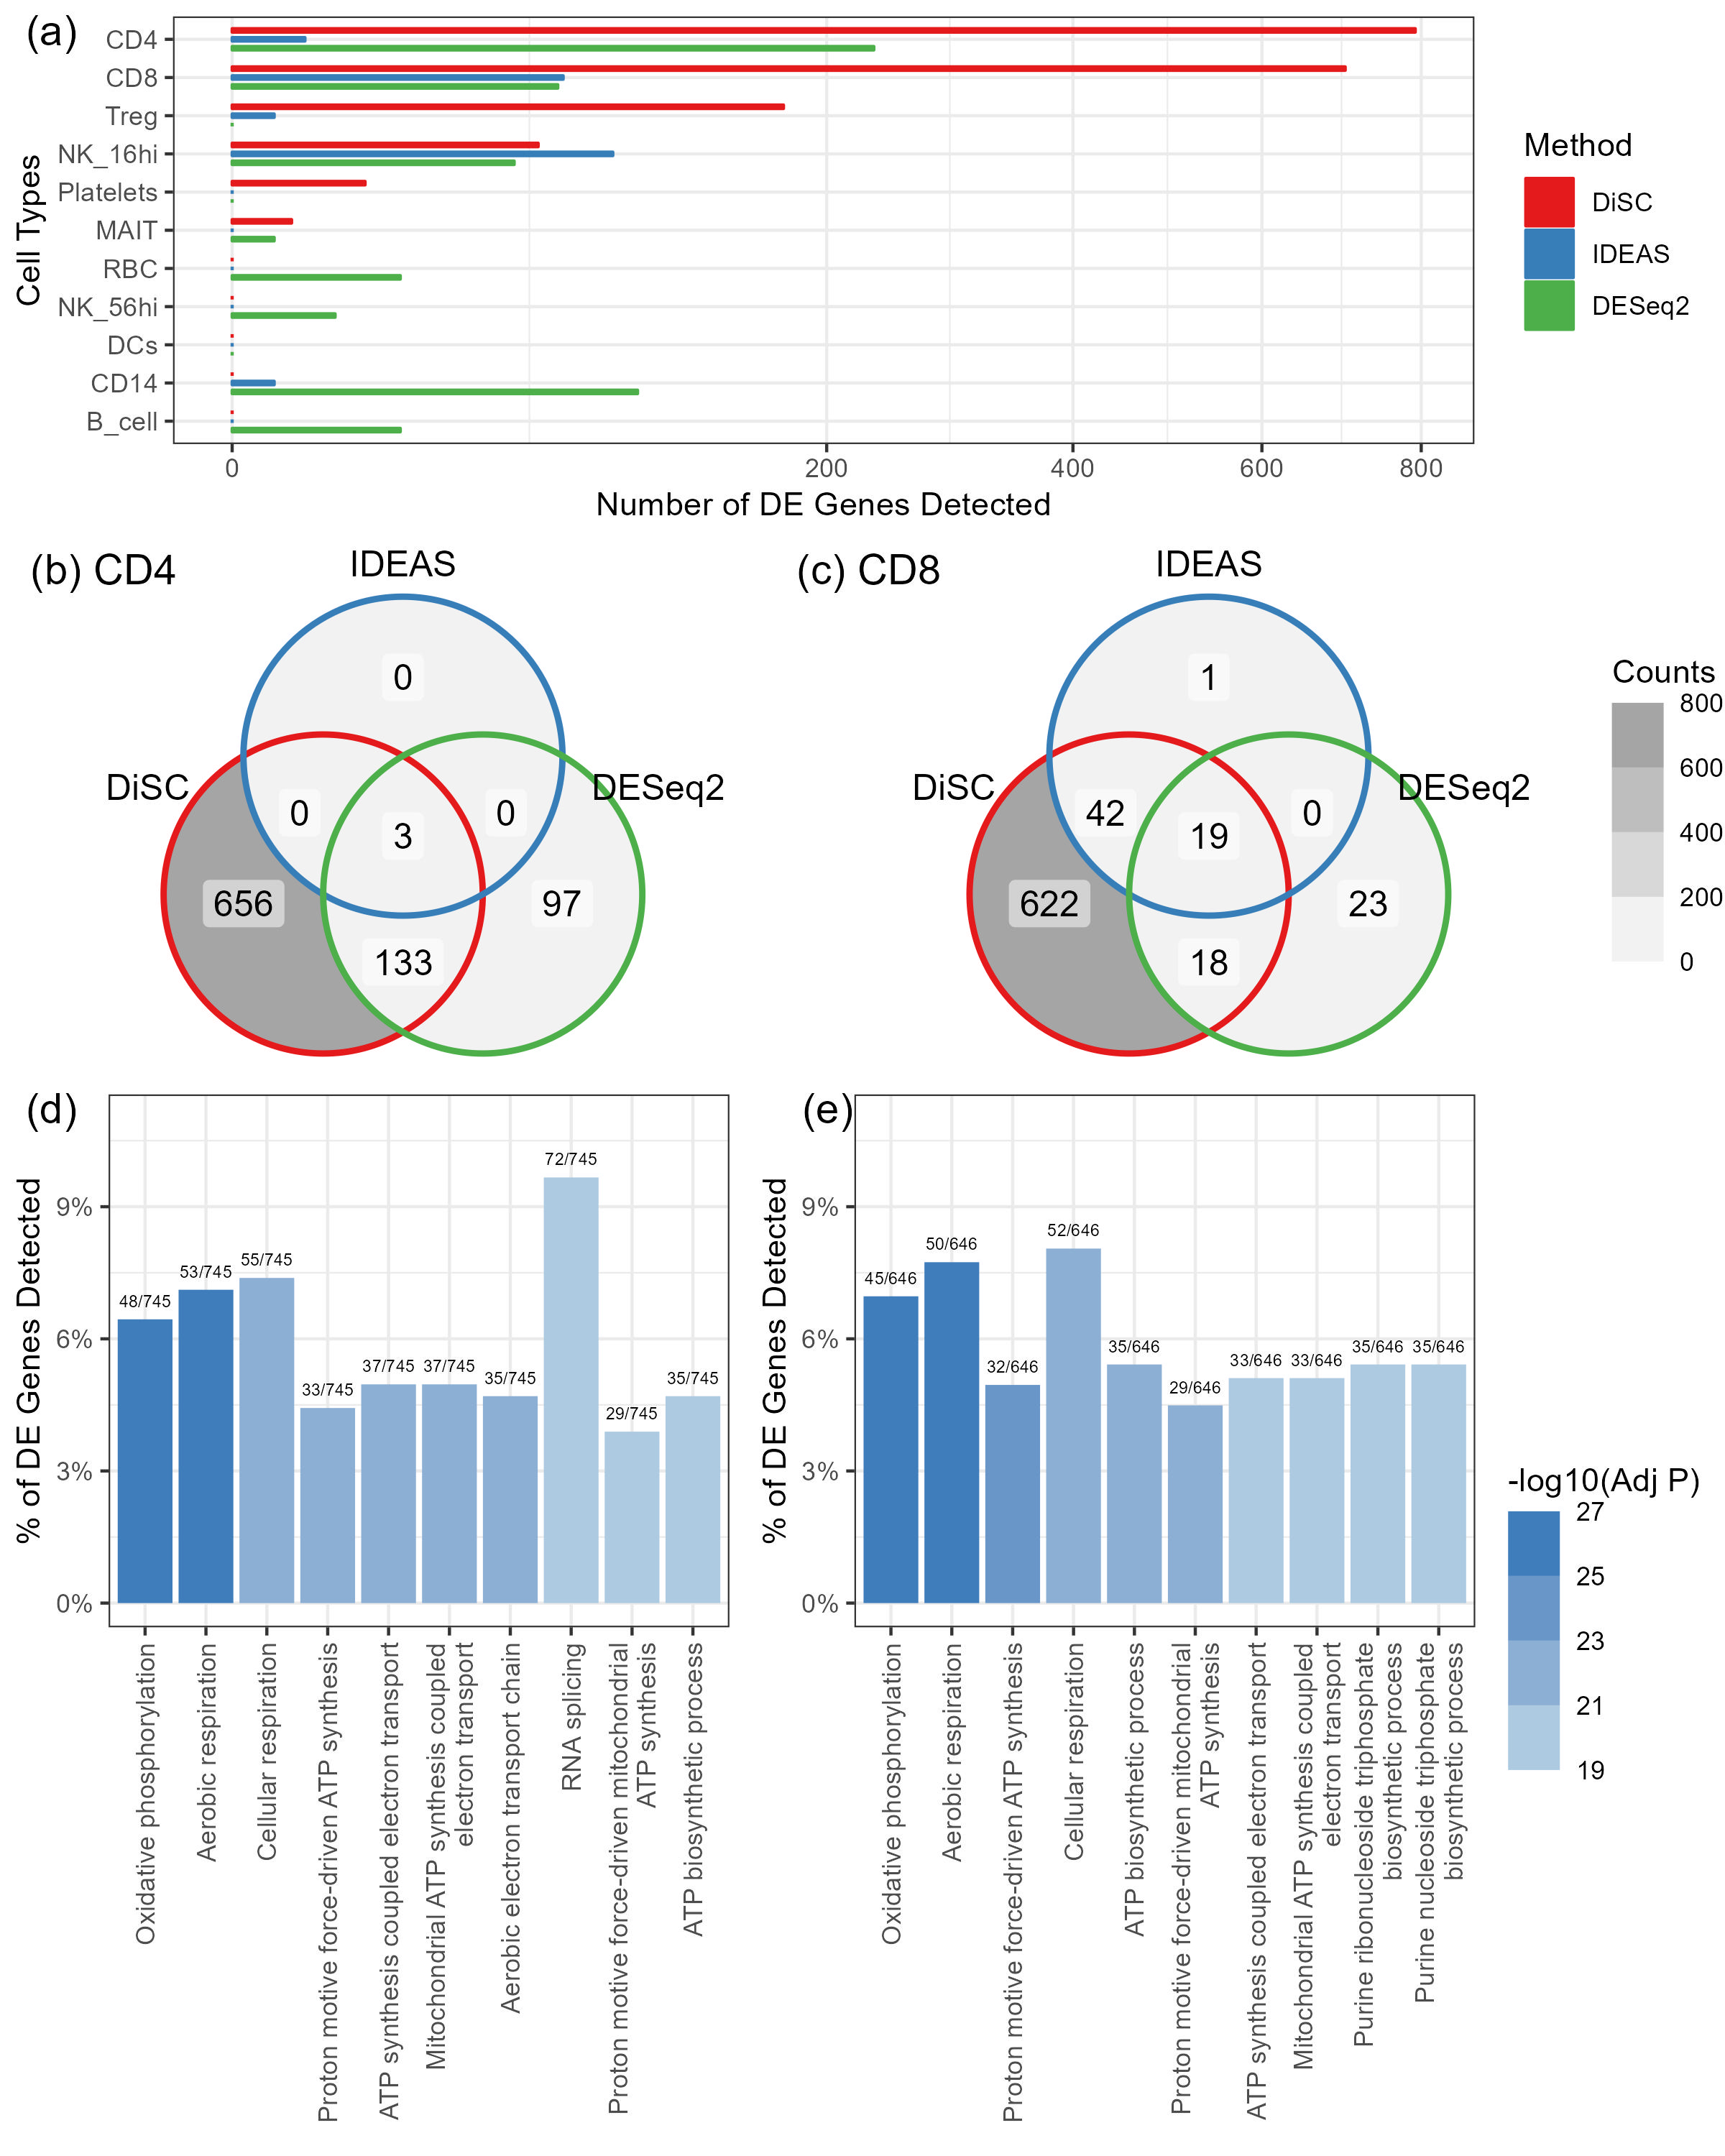 (a)
CD4
CD8
Treg
NK_16hi
Platelets
MAIT
RBC
NK_56hi
DCs
CD14
B_cell
Cell Types
0 200 400 600 800
Number of DE Genes Detected
Method
DiSC
IDEAS
DESeq2
(b) CD4
IDEAS
DiSC
DESeq2
0
0
3
0
656
133
97
(c) CD8
IDEAS
DiSC
DESeq2
1
42
19
0
622
18
23
Counts
800
600
400
200
0
(d)
% of DE Genes Detected
9%
6%
3%
0%
48/745
53/745
55/745
33/745
37/745
37/745
35/745
72/745
29/745
35/745
Oxidative phosphorylation
Aerobic respiration
Cellular respiration
Proton motive force-driven ATP synthesis
ATP synthesis coupled electron transport
Mitochondrial ATP synthesis coupled
electron transport
Aerobic electron transport chain
RNA splicing
Proton motive force-driven mitochondrial
ATP synthesis
ATP biosynthetic process
(e)
% of DE Genes Detected
9%
6%
3%
0%
45/646
50/646
32/646
52/646
35/646
29/646
33/646
33/646
35/646
35/646
Oxidative phosphorylation
Aerobic respiration
Proton motive force-driven ATP synthesis
Cellular respiration
ATP biosynthetic process
Proton motive force-driven mitochondrial
ATP synthesis
ATP synthesis coupled electron transport
Mitochondrial ATP synthesis coupled
electron transport
Purine ribonucleoside triphosphate
biosynthetic process
Purine nucleoside triphosphate
biosynthetic process
-log10(Adj P)
27
25
23
21
19